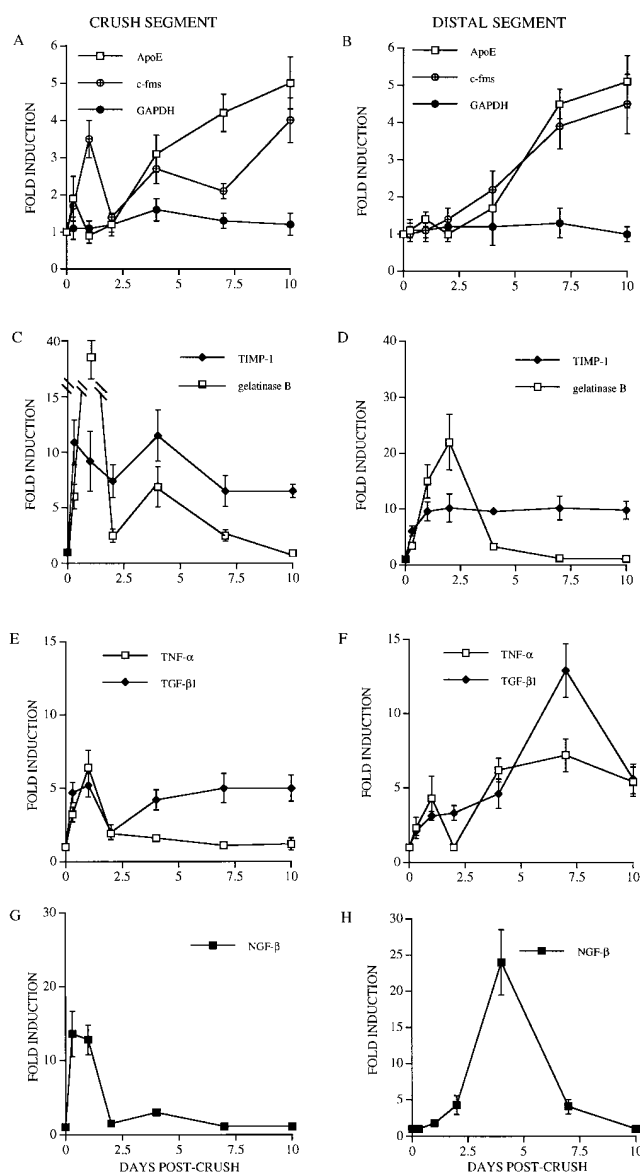 CRUSH SEGMENT
DISTAL SEGMENT
A
6
5
4
3
2
1
0
FOLD INDUCTION
ApoE
c-fms
GAPDH
0
2.5
5
7.5
10
B
6
5
4
3
2
1
0
FOLD INDUCTION
ApoE
c-fms
GAPDH
0
2.5
5
7.5
10
C
40
15
10
5
0
FOLD INDUCTION
TIMP-1
gelatinase B
0
2.5
5
7.5
10
D
40
30
20
10
0
FOLD INDUCTION
TIMP-1
gelatinase B
0
2.5
5
7.5
10
E
15
10
5
0
FOLD INDUCTION
TNF-α
TGF-β1
0
2.5
5
7.5
10
F
15
10
5
0
FOLD INDUCTION
TNF-α
TGF-β1
0
2.5
5
7.5
10
G
30
20
10
0
FOLD INDUCTION
NGF-β
0
2.5
5
7.5
10
DAYS POST-CRUSH
H
30
25
20
15
10
5
0
FOLD INDUCTION
NGF-β
0
2.5
5
7.5
10
DAYS POST-CRUSH